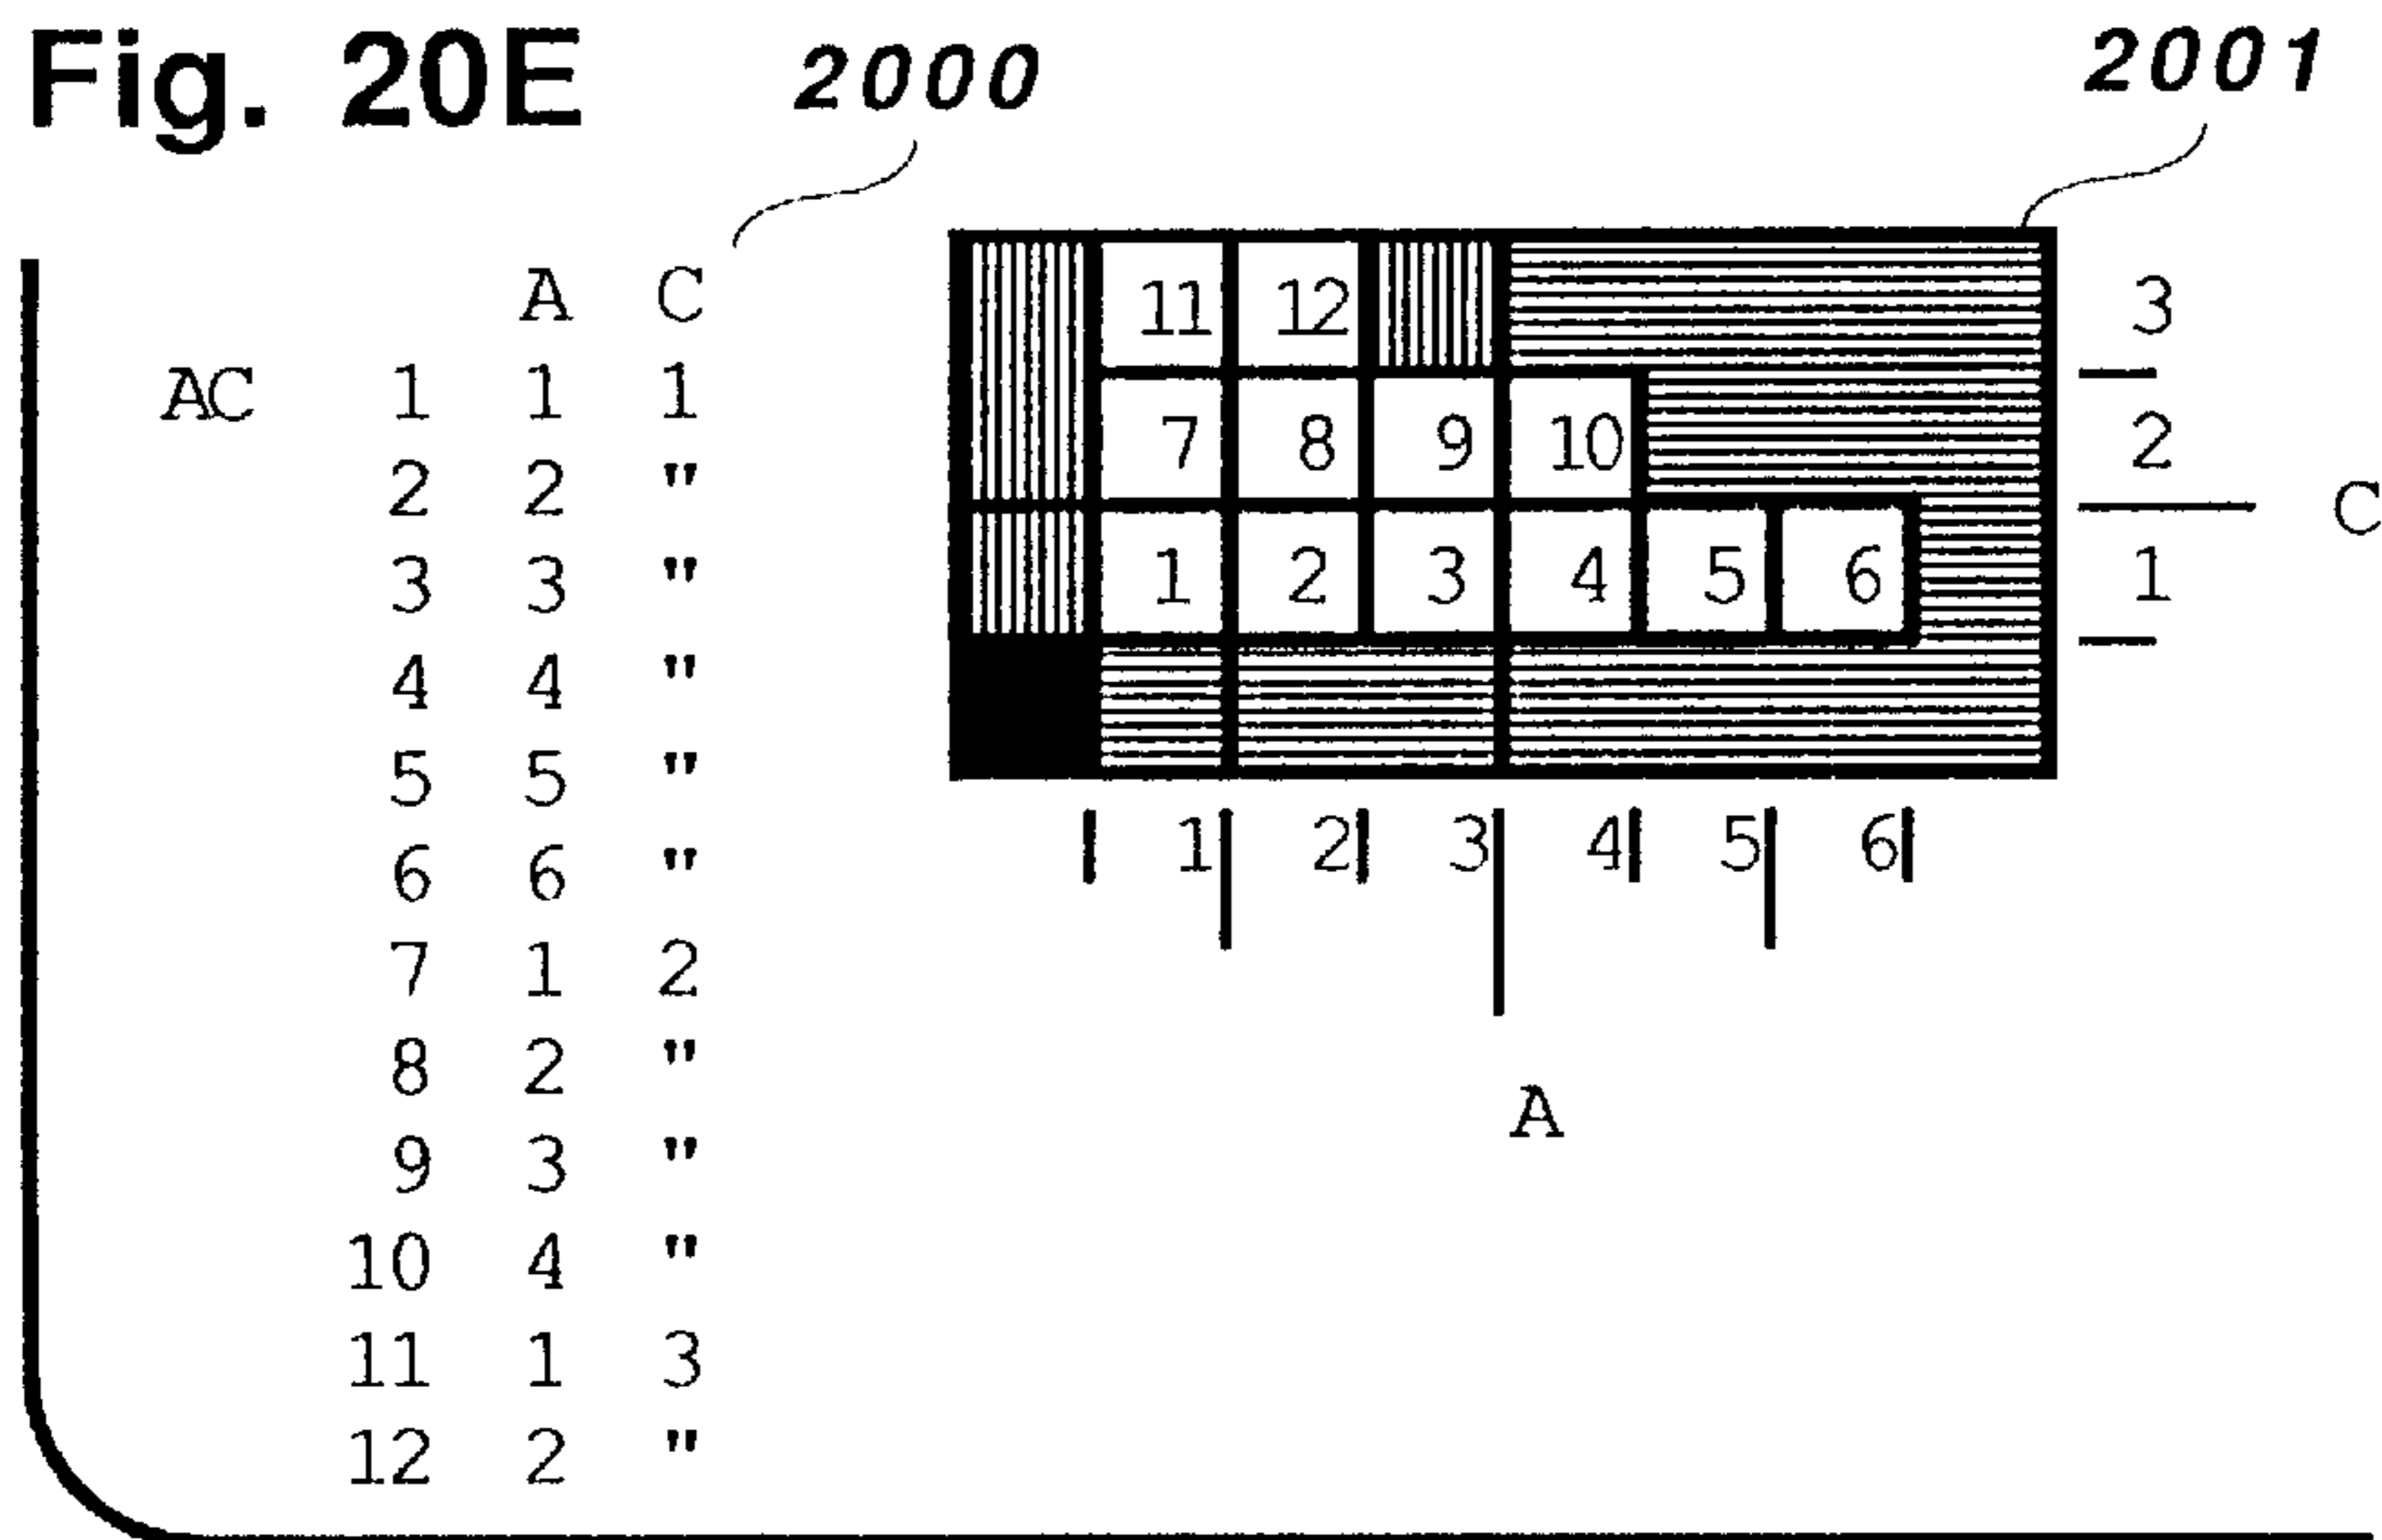 Fig. 20E
2000
2001
A C
AC 1 1 1
2 2 "
3 3 "
4 4 "
5 5 "
6 6 "
7 1 2
8 2 "
9 3 "
10 4 "
11 1 3
12 2 "
11 12
7 8 9 10
1 2 3 4 5 6
3
2
C
1
1 2 3 4 5 6
A